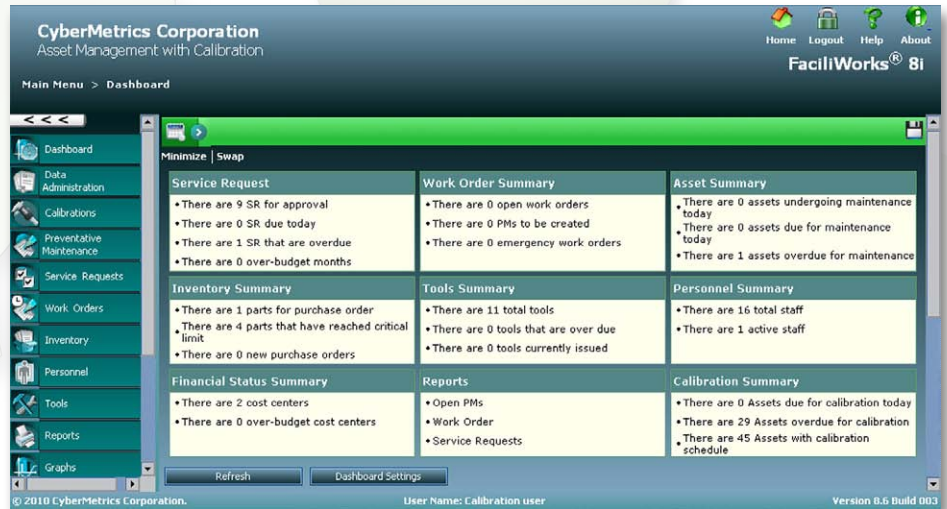 CyberMetrics Corporation
Asset Management with Calibration
Home Logout Help About
FaciliWorks® 8i
Main Menu > Dashboard
< < <
Dashboard
Data
Administration
Calibrations
Preventative
Maintenance
Service Requests
Work Orders
Inventory
Personnel
Tools
Reports
Graphs
Minimize | Swap
Service Request
•There are 9 SR for approval
•There are 0 SR due today
•There are 1 SR that are overdue
•There are 0 over-budget months
Work Order Summary
•There are 0 open work orders
•There are 0 PMs to be created
•There are 0 emergency work orders
Asset Summary
•There are 0 assets undergoing maintenance
today
•There are 0 assets due for maintenance
today
•There are 1 assets overdue for maintenance
Inventory Summary
•There are 1 parts for purchase order
•There are 4 parts that have reached critical
limit
•There are 0 new purchase orders
Tools Summary
•There are 11 total tools
•There are 0 tools that are over due
•There are 0 tools currently issued
Personnel Summary
•There are 16 total staff
•There are 1 active staff
Financial Status Summary
•There are 2 cost centers
•There are 0 over-budget cost centers
Reports
•Open PMs
•Work Order
•Service Requests
Calibration Summary
•There are 0 Assets due for calibration today
•There are 29 Assets overdue for calibration
•There are 45 Assets with calibration
schedule
Refresh
Dashboard Settings
© 2010 CyberMetrics Corporation.
User Name: Calibration user
Version 8.6 Build 003